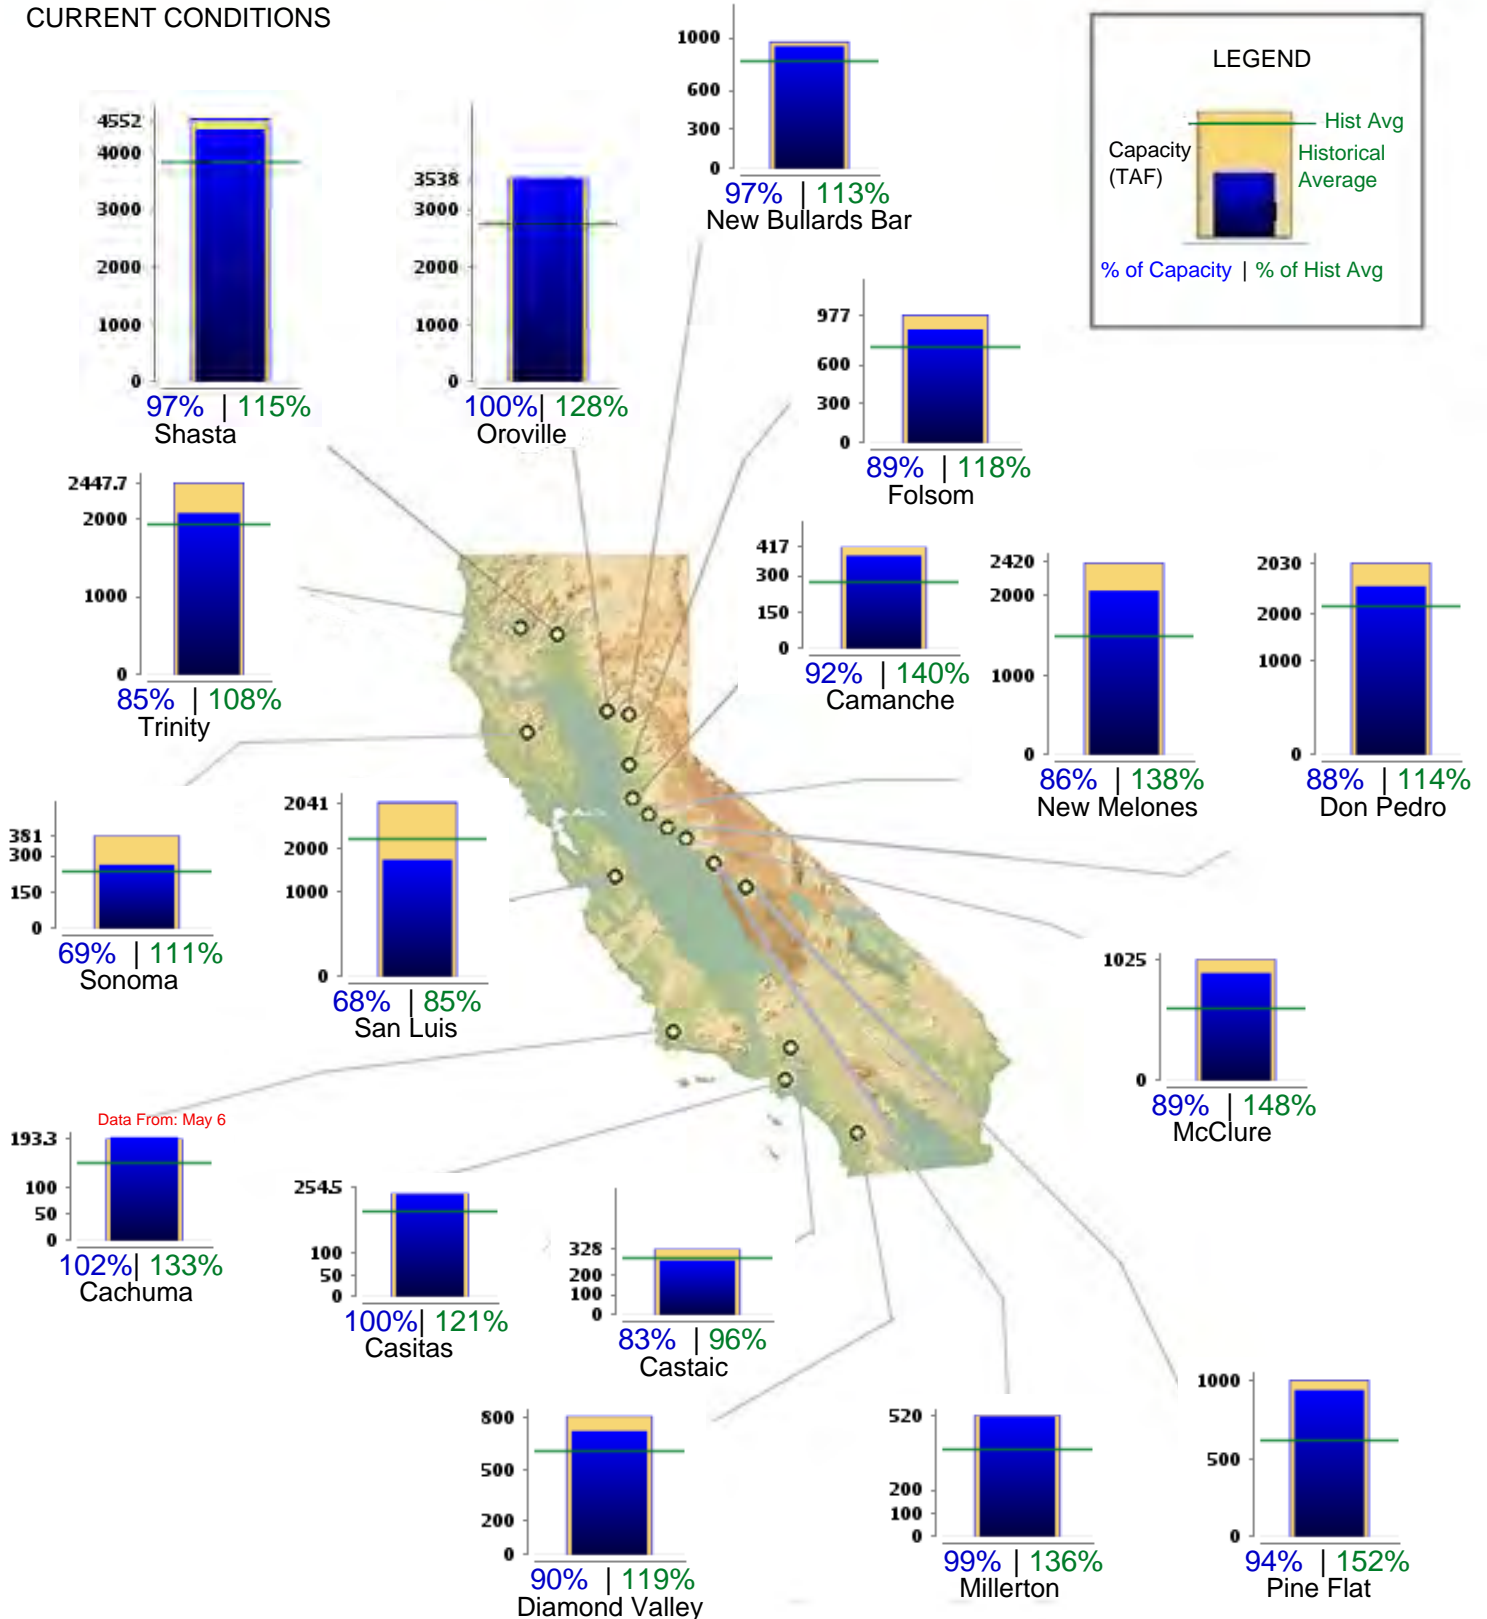 CURRENT CONDITIONS
1000
600
300
0
97% | 113%
New Bullards Bar
LEGEND
Hist Avg
Capacity
(TAF)
Historical
Average
% of Capacity | % of Hist Avg
4552
4000
3000
2000
1000
0
97% | 115%
Shasta
3538
3000
2000
1000
0
100%| 128%
Oroville
977
600
300
0
89% | 118%
Folsom
2447.7
2000
1000
0
85% | 108%
Trinity
417
300
150
0
92% | 140%
Camanche
2420
2000
1000
0
86% | 138%
New Melones
2030
2000
1000
0
88% | 114%
Don Pedro
381
300
150
0
69% | 111%
Sonoma
2041
2000
1000
0
68% | 85%
San Luis
1025
0
89% | 148%
McClure
Data From: May 6
193.3
100
50
0
102%| 133%
Cachuma
254.5
100
50
0
100%| 121%
Casitas
328
200
100
0
83% | 96%
Castaic
800
500
200
0
90% | 119%
Diamond Valley
520
200
100
0
99% | 136%
Millerton
1000
500
0
94% | 152%
Pine Flat